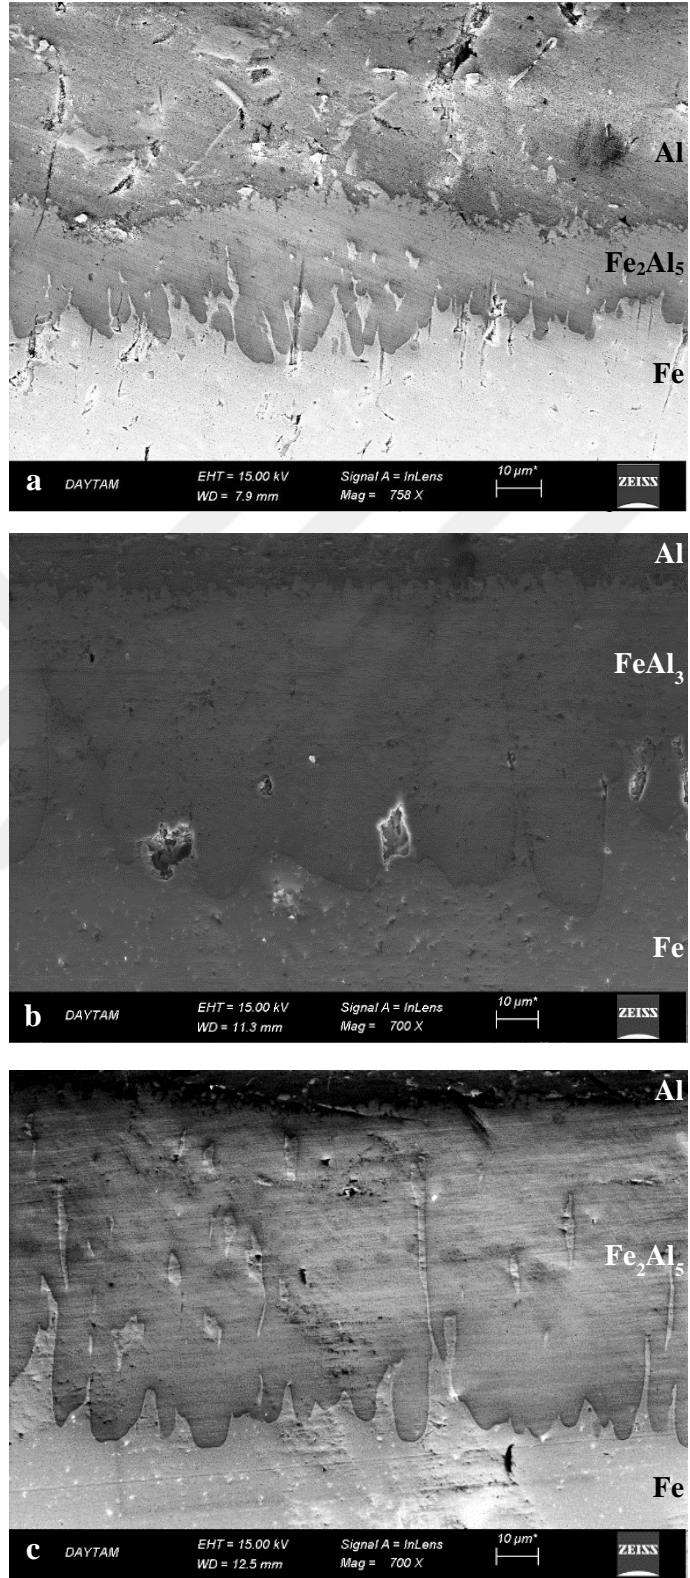 Al
Fe₂Al₅
Fe
a DAYTAM EHT = 15.00 kV Signal A = InLens 10 µm* ZEISS
WD = 7.9 mm Mag = 758 X
Al
FeAl₃
Fe
b DAYTAM EHT = 15.00 kV Signal A = InLens 10 µm* ZEISS
WD = 11.3 mm Mag = 700 X
Al
Fe₂Al₅
Fe
c DAYTAM EHT = 15.00 kV Signal A = InLens 10 µm* ZEISS
WD = 12.5 mm Mag = 700 X